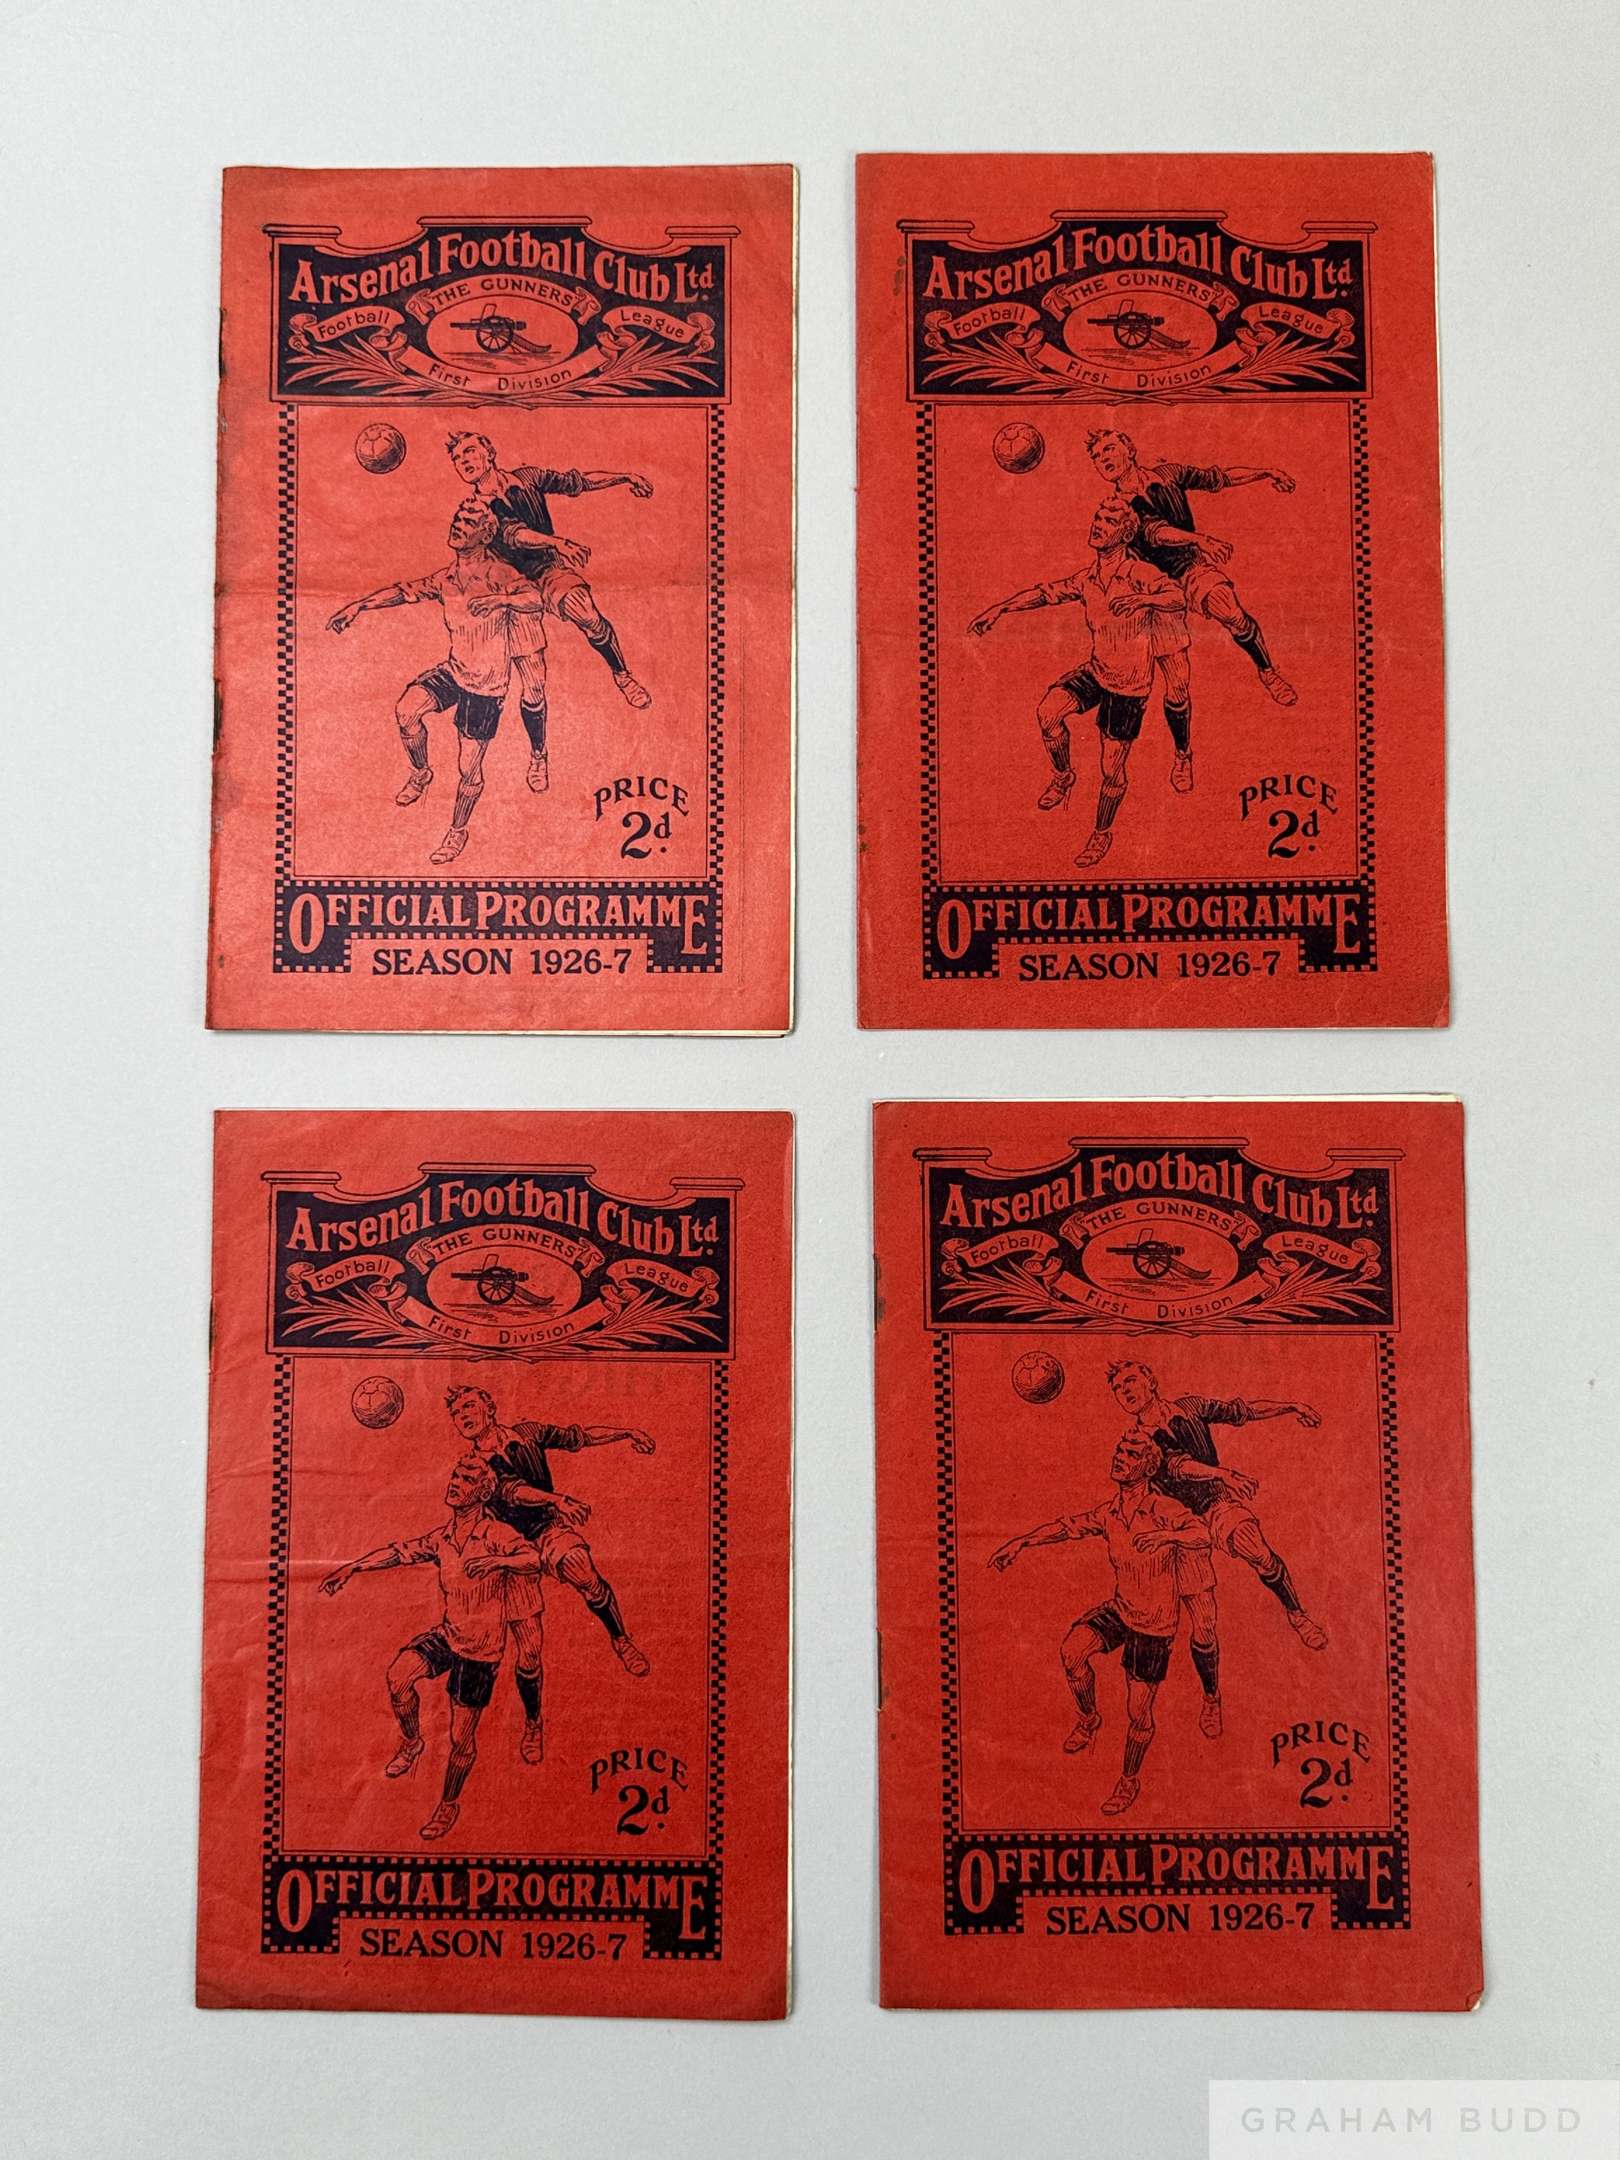 Arsenal Football Club Ltd.
THE GUNNERS
Football League
First Division
PRICE
2d.
OFFICIAL PROGRAMME
SEASON 1926-7
Arsenal Football Club Ltd.
THE GUNNERS
Football League
First Division
PRICE
2d.
OFFICIAL PROGRAMME
SEASON 1926-7
Arsenal Football Club Ltd.
THE GUNNERS
Football League
First Division
PRICE
2d.
OFFICIAL PROGRAMME
SEASON 1926-7
Arsenal Football Club Ltd.
THE GUNNERS
Football League
First Division
PRICE
2d.
OFFICIAL PROGRAMME
SEASON 1926-7
GRAHAM BUDD